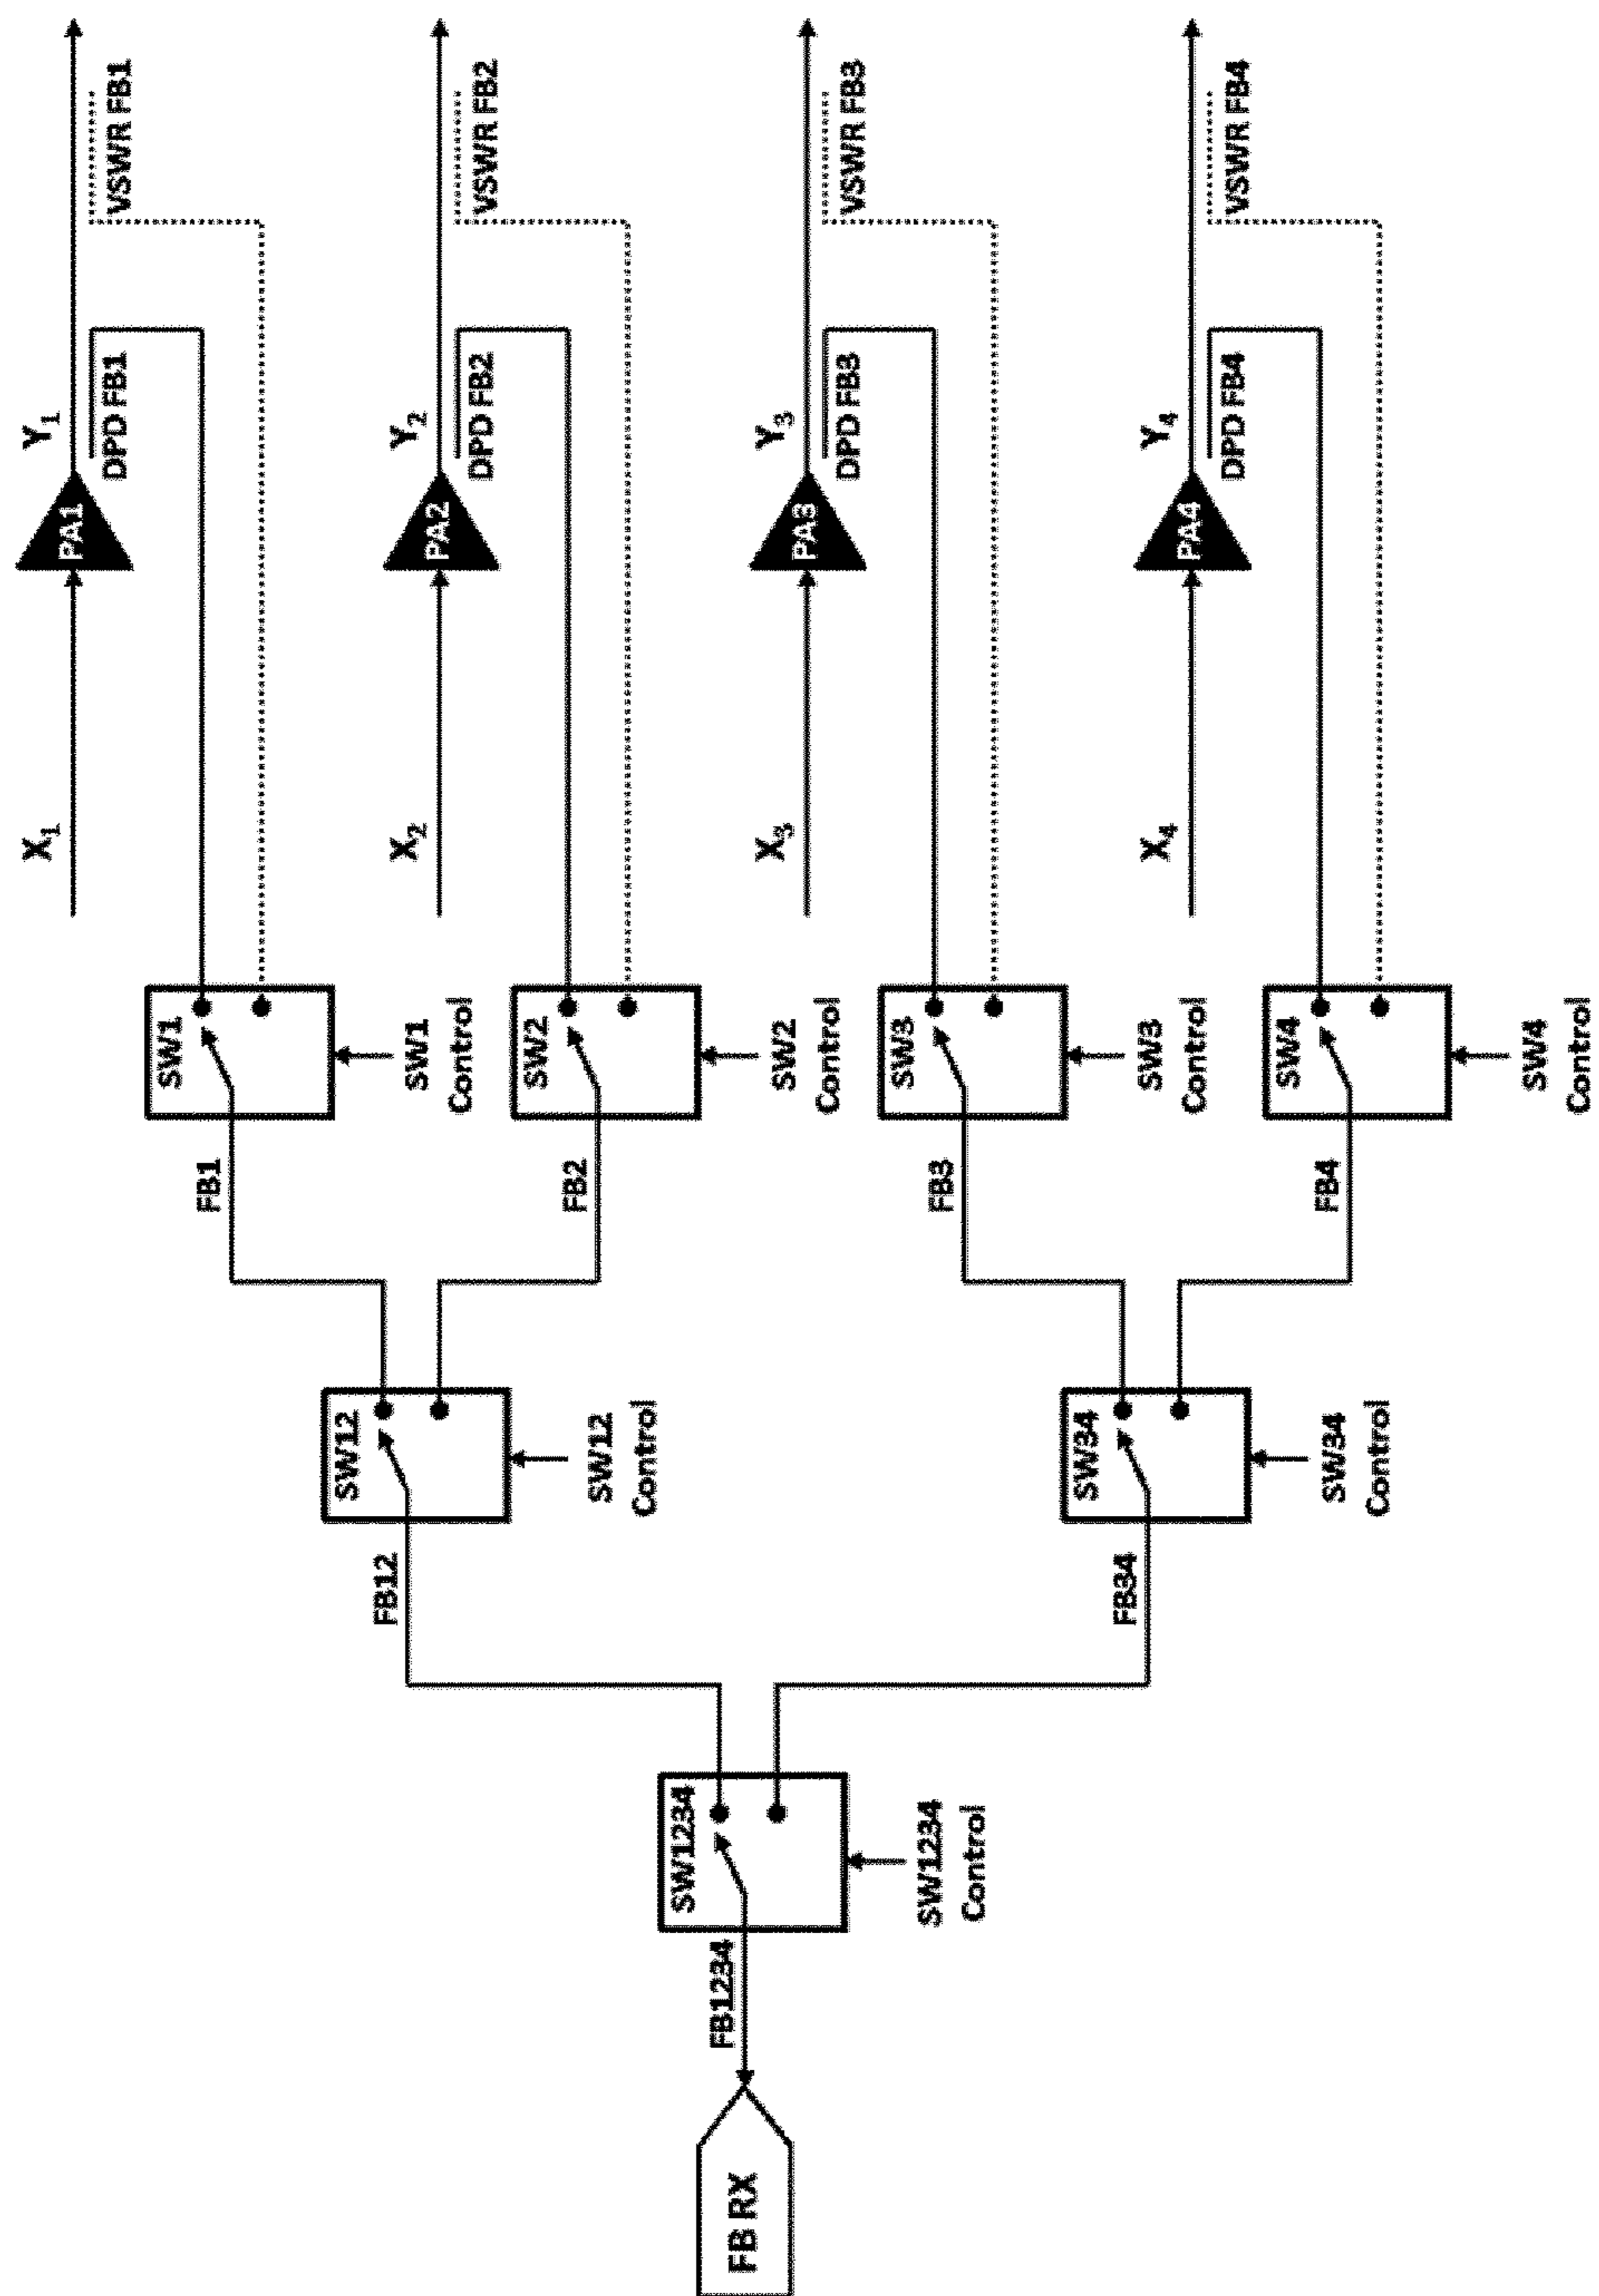 X1
Y1
PA1
DPD FB1
VSWR FB1
SW1
FB1
SW1
Control
X2
Y2
PA2
DPD FB2
VSWR FB2
SW2
FB2
SW2
Control
SW12
FB12
SW12
Control
X3
Y3
PA3
DPD FB3
VSWR FB3
SW3
FB3
SW3
Control
X4
Y4
PA4
DPD FB4
VSWR FB4
SW4
FB4
SW4
Control
SW34
FB34
SW34
Control
SW1234
FB1234
SW1234
Control
FB RX